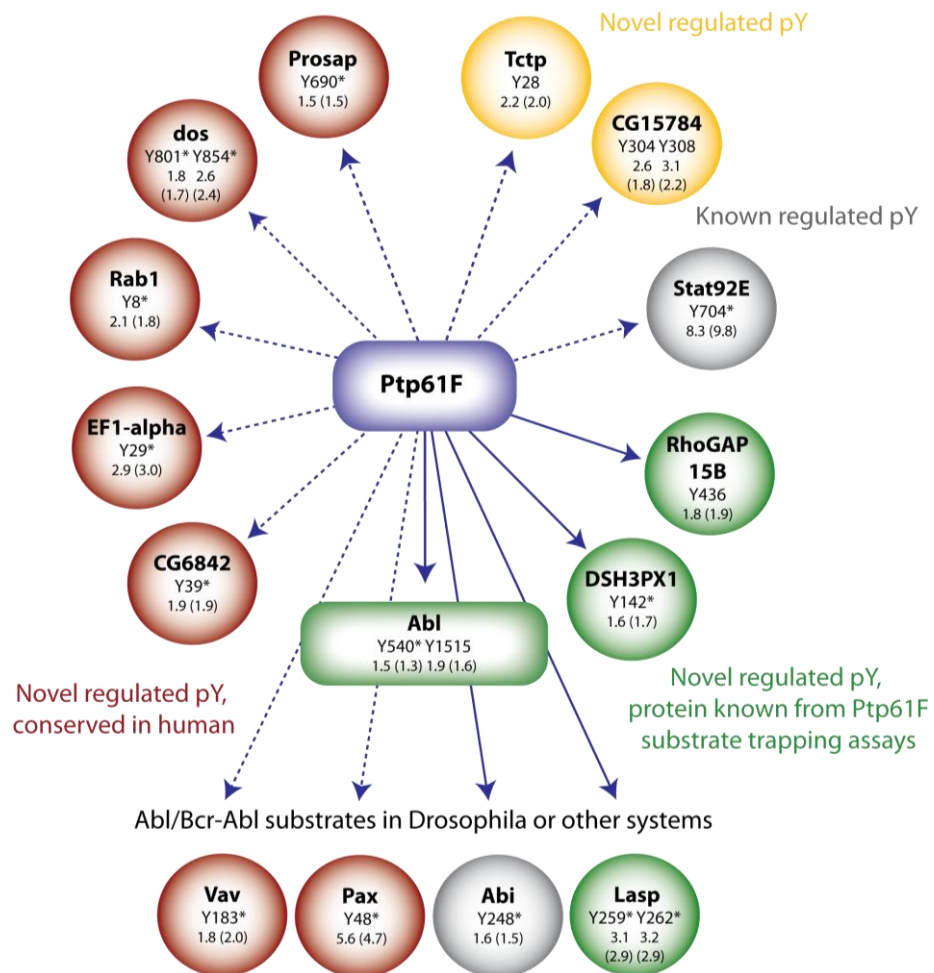 Novel regulated pY
Prosap
Y690*
1.5 (1.5)
Tctp
Y28
2.2 (2.0)
dos
Y801* Y854*
1.8 2.6
(1.7) (2.4)
CG15784
Y304 Y308
2.6 3.1
(1.8) (2.2)
Known regulated pY
Rab1
Y8*
2.1 (1.8)
Stat92E
Y704*
8.3 (9.8)
Ptp61F
EF1-alpha
Y29*
2.9 (3.0)
RhoGAP
15B
Y436
1.8 (1.9)
CG6842
Y39*
1.9 (1.9)
DSH3PX1
Y142*
1.6 (1.7)
Abl
Y540* Y1515
1.5 (1.3) 1.9 (1.6)
Novel regulated pY,
conserved in human
Novel regulated pY,
protein known from Ptp61F
substrate trapping assays
Abl/Bcr-Abl substrates in Drosophila or other systems
Vav
Y183*
1.8 (2.0)
Pax
Y48*
5.6 (4.7)
Abi
Y248*
1.6 (1.5)
Lasp
Y259* Y262*
3.1 3.2
(2.9) (2.9)